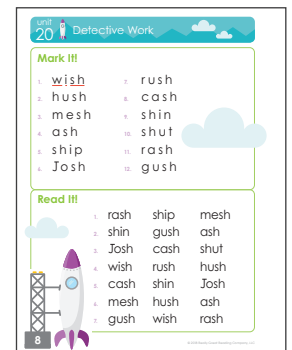 unit
20 Detective Work
Mark It!
1. wish 7. rush
2. hush 8. cash
3. mesh 9. shin
4. ash 10. shut
5. ship 11. rash
6. Josh 12. gush
Read It!
1. rash ship mesh
2. shin gush ash
3. Josh cash shut
4. wish rush hush
5. cash shin Josh
6. mesh hush ash
7. gush wish rash
8